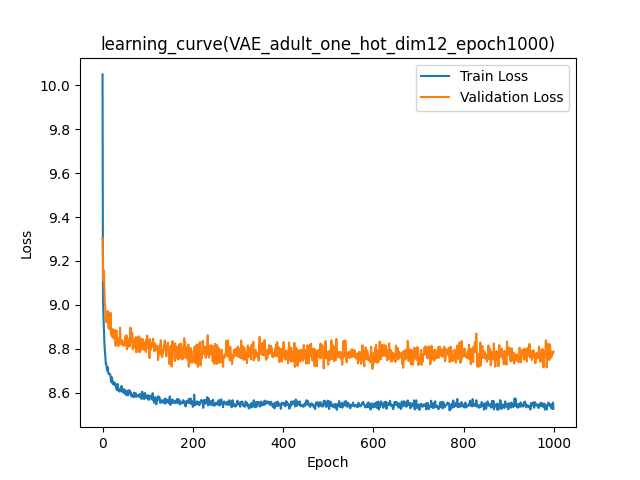 learning_curve(VAE_adult_one_hot_dim12_epoch1000)
Train Loss
Validation Loss
10.0
9.8
9.6
9.4
9.2
9.0
8.8
8.6
Loss
0
200
400
600
800
1000
Epoch